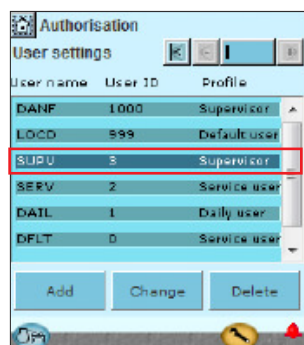 Authorisation
User settings
User name User ID Profile
DANF 1000 Supervisor
LOCD 999 Default user
SUPU 3 Supervisor
SERV 2 Service user
DAIL 1 Daily user
DFLT 0 Service user
Add Change Delete